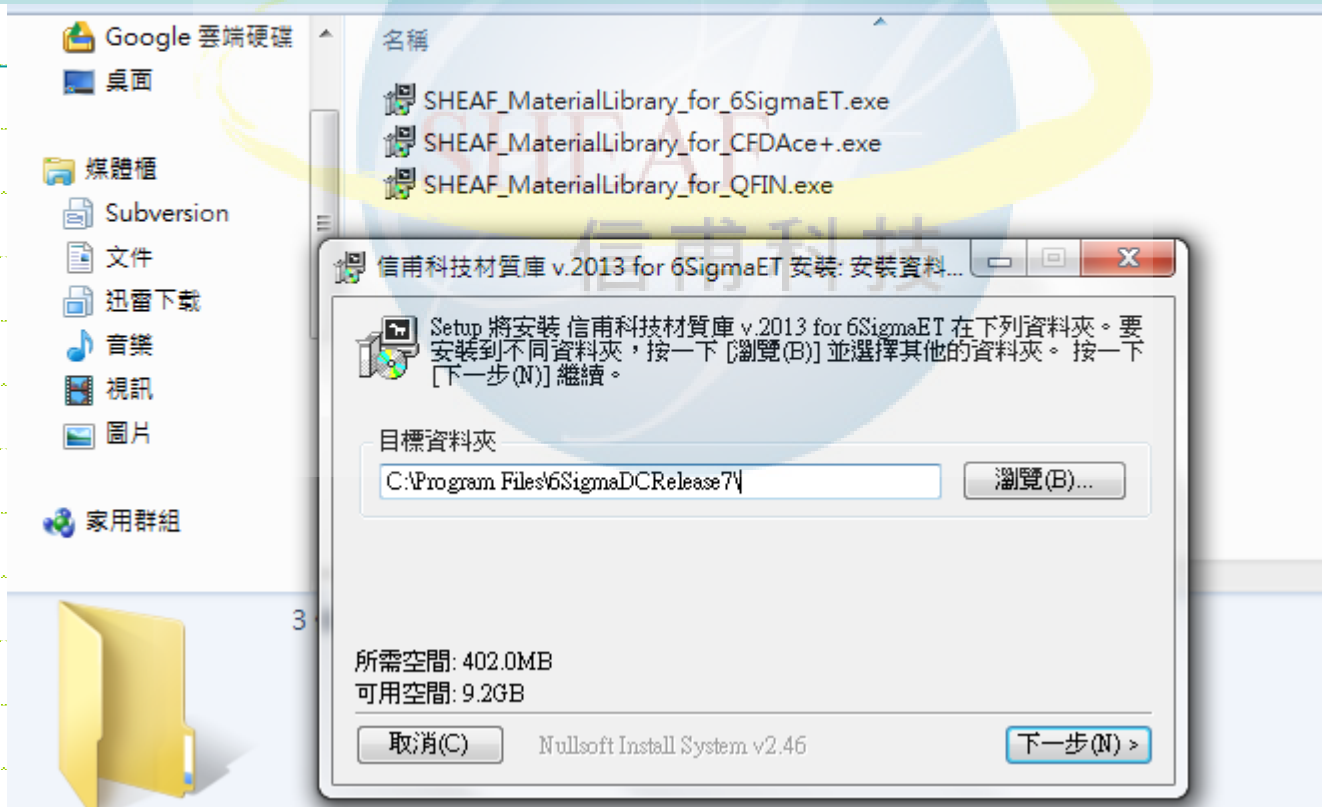 Google 雲端硬碟
桌面
媒體櫃
Subversion
文件
迅雷下载
音樂
視訊
圖片
家用群組
名稱
SHEAF_MaterialLibrary_for_6SigmaET.exe
SHEAF_MaterialLibrary_for_CFDAce+.exe
SHEAF_MaterialLibrary_for_QFIN.exe
SHEAF
信甫科技
信甫科技材質庫 v.2013 for 6SigmaET 安裝: 安裝資料...
Setup 將安裝 信甫科技材質庫 v.2013 for 6SigmaET 在下列資料夾。要
安裝到不同資料夾，按一下 [瀏覽(B)] 並選擇其他的資料夾。 按一下
[下一步(N)] 繼續。
目標資料夾
C:\Program Files\6SigmaDCRelease7\
瀏覽(B)...
所需空間: 402.0MB
可用空間: 9.2GB
取消(C)
Nullsoft Install System v2.46
下一步(N) >
3